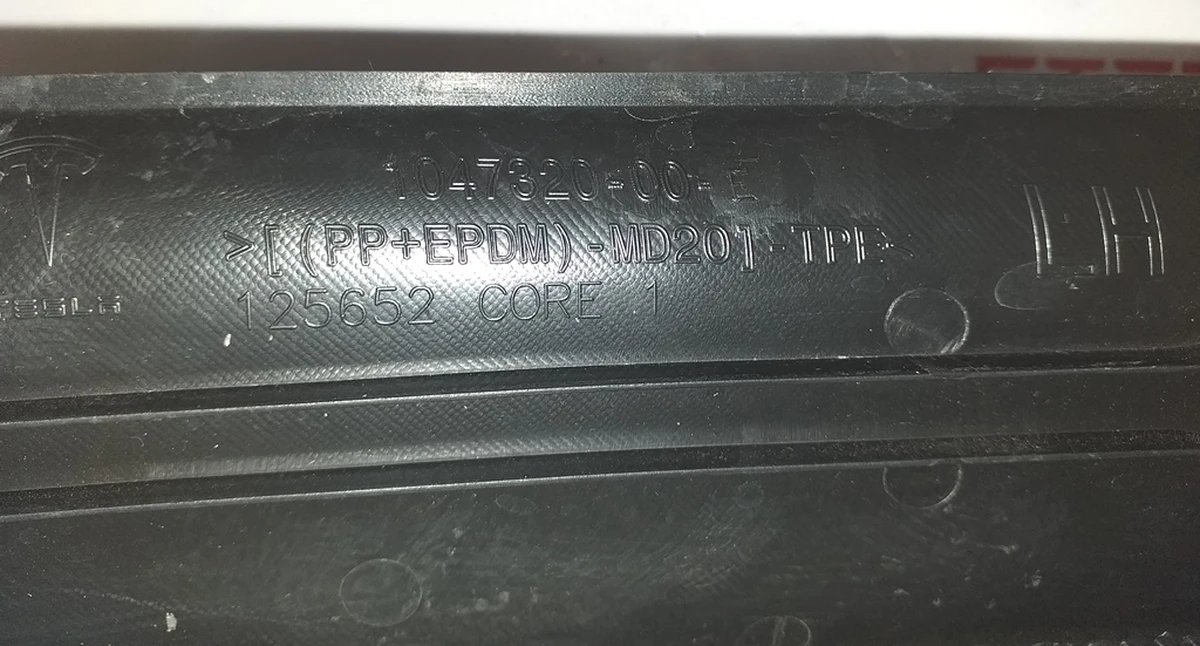 1047320-00-E
>[(PP+EPDM)-MD20]-TPE<
125652 CORE 1
LH
TESLA